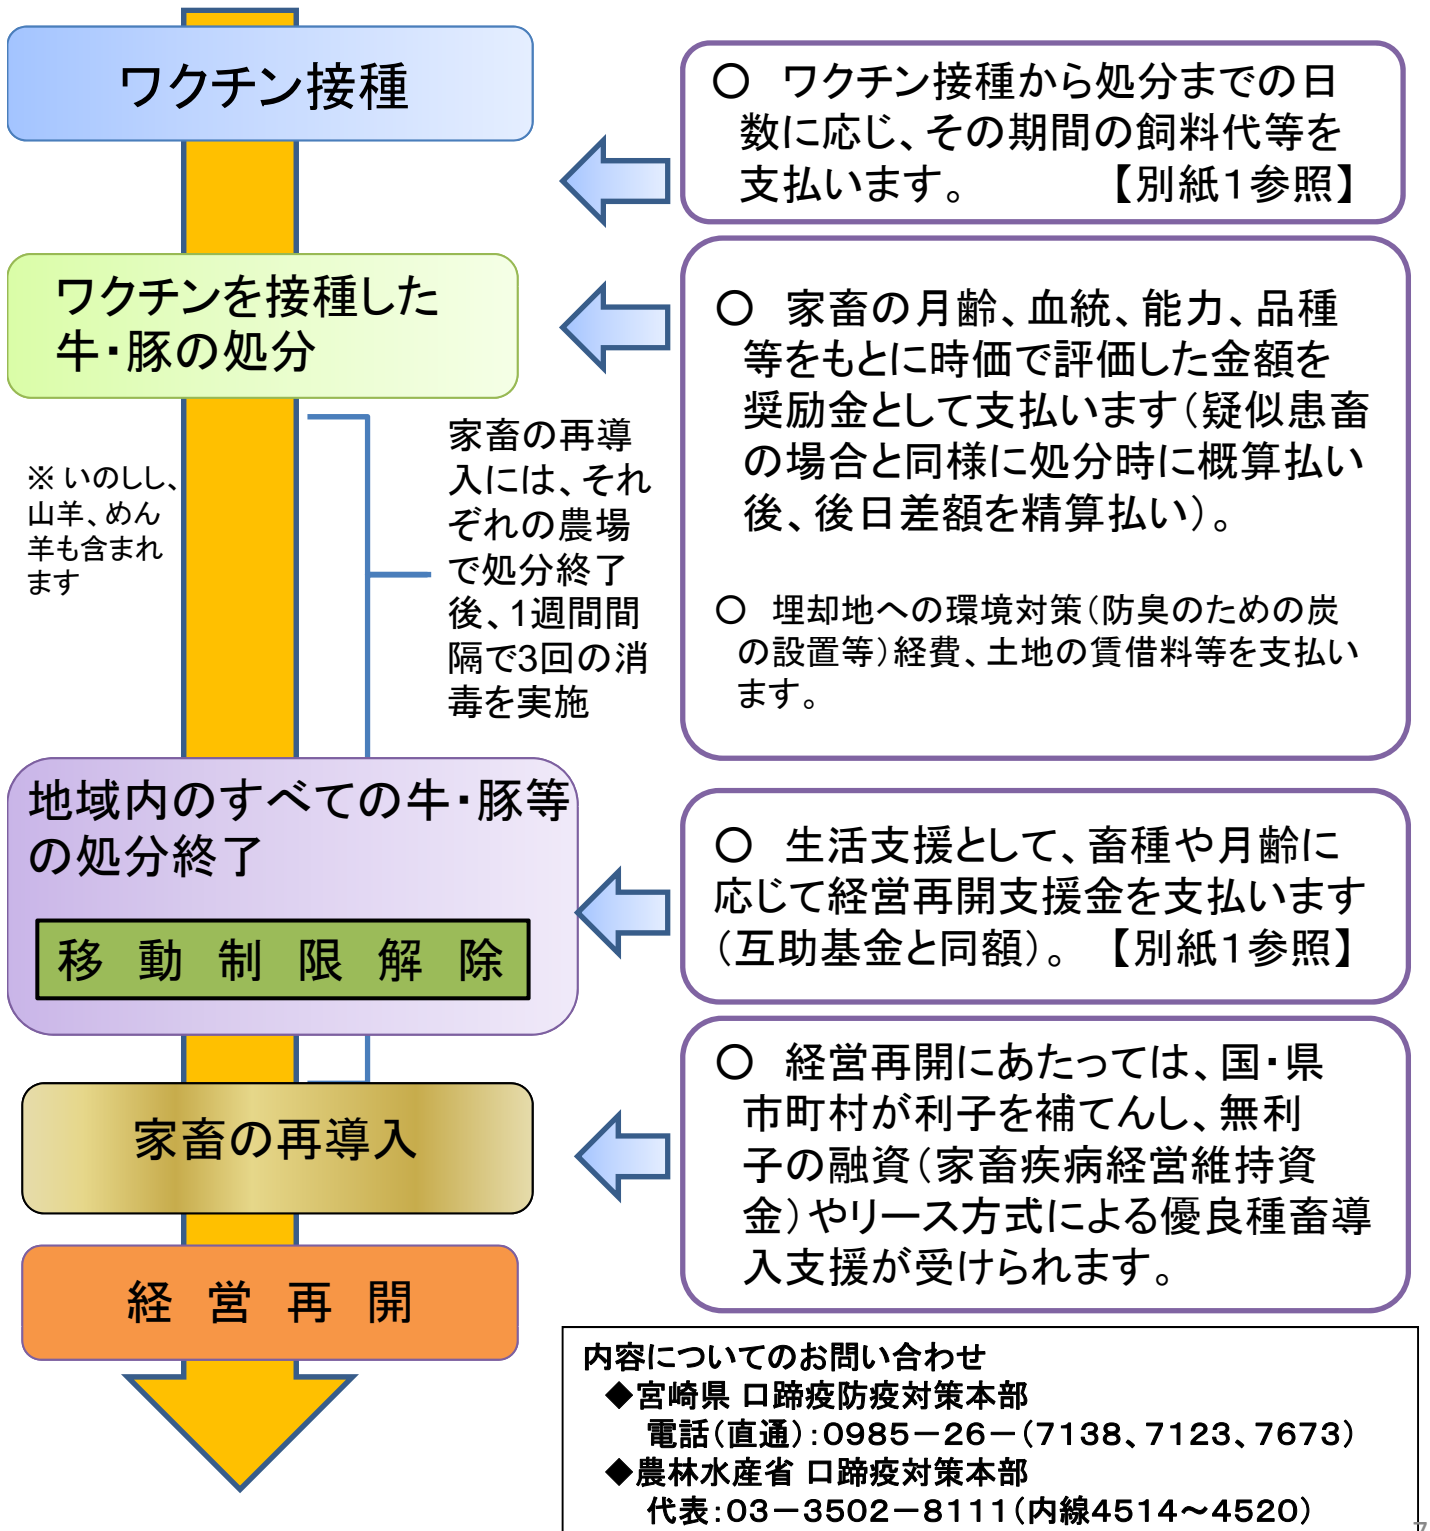 ワクチン接種
○　ワクチン接種から処分までの日
数に応じ、その期間の飼料代等を
支払います。　　　【別紙１参照】
ワクチンを接種した
牛・豚の処分
○　家畜の月齢、血統、能力、品種
等をもとに時価で評価した金額を
奨励金として支払います（疑似患畜
の場合と同様に処分時に概算払い
後、後日差額を精算払い）。
○　埋却地への環境対策（防臭のための炭
の設置等）経費、土地の賃借料等を支払い
ます。
※ いのしし、
山羊、めん
羊も含まれ
ます
家畜の再導
入には、それ
ぞれの農場
で処分終了
後、1週間間
隔で3回の消
毒を実施
地域内のすべての牛・豚等
の処分終了
移　動　制　限　解　除
○　生活支援として、畜種や月齢に
応じて経営再開支援金を支払います
（互助基金と同額）。　【別紙１参照】
家畜の再導入
○　経営再開にあたっては、国・県
市町村が利子を補てんし、無利
子の融資（家畜疾病経営維持資
金）やリース方式による優良種畜導
入支援が受けられます。
経　営　再　開
内容についてのお問い合わせ
◆宮崎県 口蹄疫防疫対策本部
電話（直通）：０９８５－２６－（７１３８、７１２３、７６７３）
◆農林水産省 口蹄疫対策本部
代表：０３－３５０２－８１１１（内線４５１４～４５２０）
7